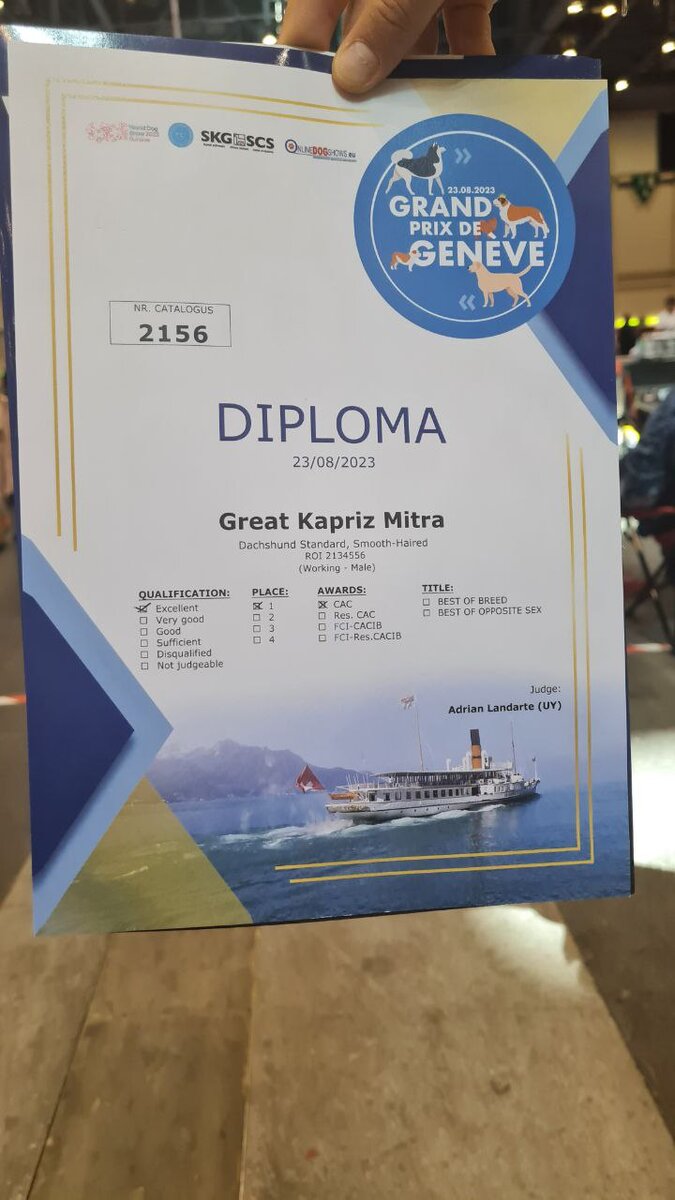 SKG SCS
ONLINEDOGSHOWS.eu
23.08.2023
GRAND
PRIX DE
GENÈVE
NR. CATALOGUS
2156
DIPLOMA
23/08/2023
Great Kapriz Mitra
Dachshund Standard, Smooth-Haired
ROI 2134556
(Working - Male)
QUALIFICATION:
Excellent
Very good
Good
Sufficient
Disqualified
Not judgeable
PLACE:
1
2
3
4
AWARDS:
CAC
Res. CAC
FCI-CACIB
FCI-Res.CACIB
TITLE:
BEST OF BREED
BEST OF OPPOSITE SEX
Judge:
Adrian Landarte (UY)